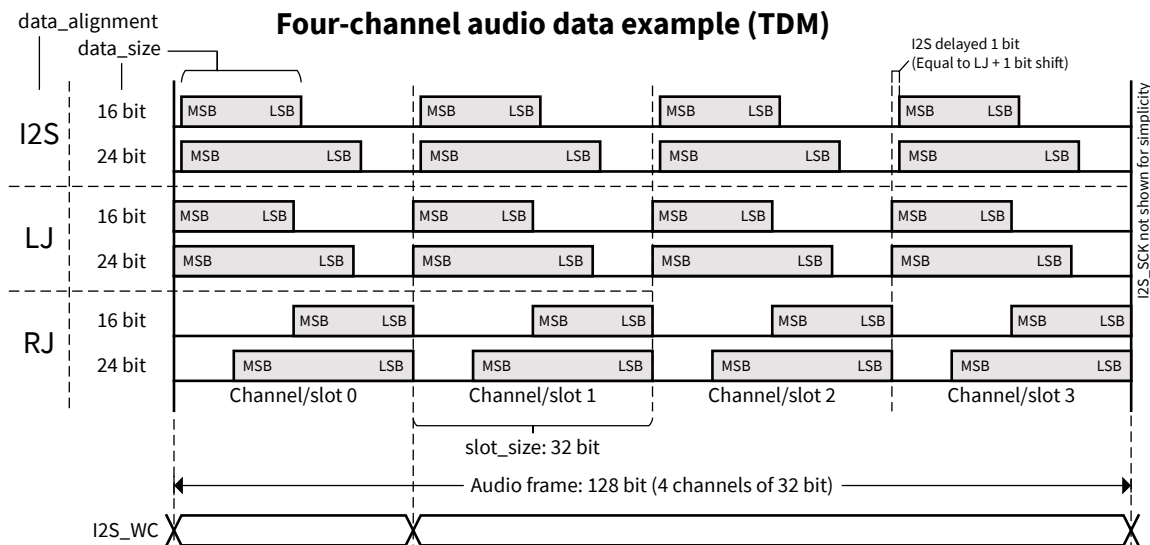 Four-channel audio data example (TDM)
data_alignment
data_size
I2S delayed 1 bit
(Equal to LJ + 1 bit shift)
I2S
16 bit
MSB LSB MSB LSB MSB LSB MSB LSB
24 bit
MSB LSB MSB LSB MSB LSB MSB LSB
LJ
16 bit
MSB LSB MSB LSB MSB LSB MSB LSB
24 bit
MSB LSB MSB LSB MSB LSB MSB LSB
RJ
16 bit
MSB LSB MSB LSB MSB LSB MSB LSB
24 bit
MSB LSB MSB LSB MSB LSB MSB LSB
I2S_SCK not shown for simplicity
Channel/slot 0 Channel/slot 1 Channel/slot 2 Channel/slot 3
slot_size: 32 bit
Audio frame: 128 bit (4 channels of 32 bit)
I2S_WC